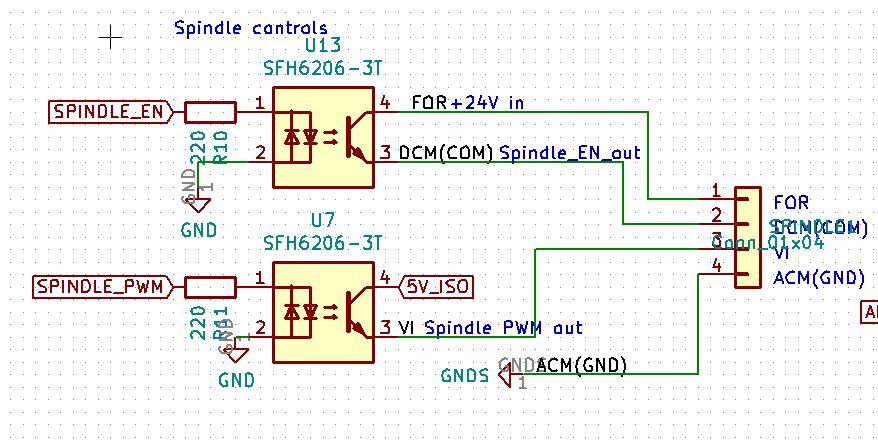 Spindle controls
U13
SFH6206-3T
SPINDLE_EN
220
R10
1
2
4
3
FOR +24V in
DCM(COM) Spindle_EN_out
GND
1
GND
U7
SFH6206-3T
SPINDLE_PWM
220
R11
1
2
4
3
5V_ISO
VI Spindle PWM out
GND
1
GND
GNDS
GNDS
1
ACM(GND)
1
2
3
4
FOR
DCM(COM)
Conn_01x04
VI
ACM(GND)